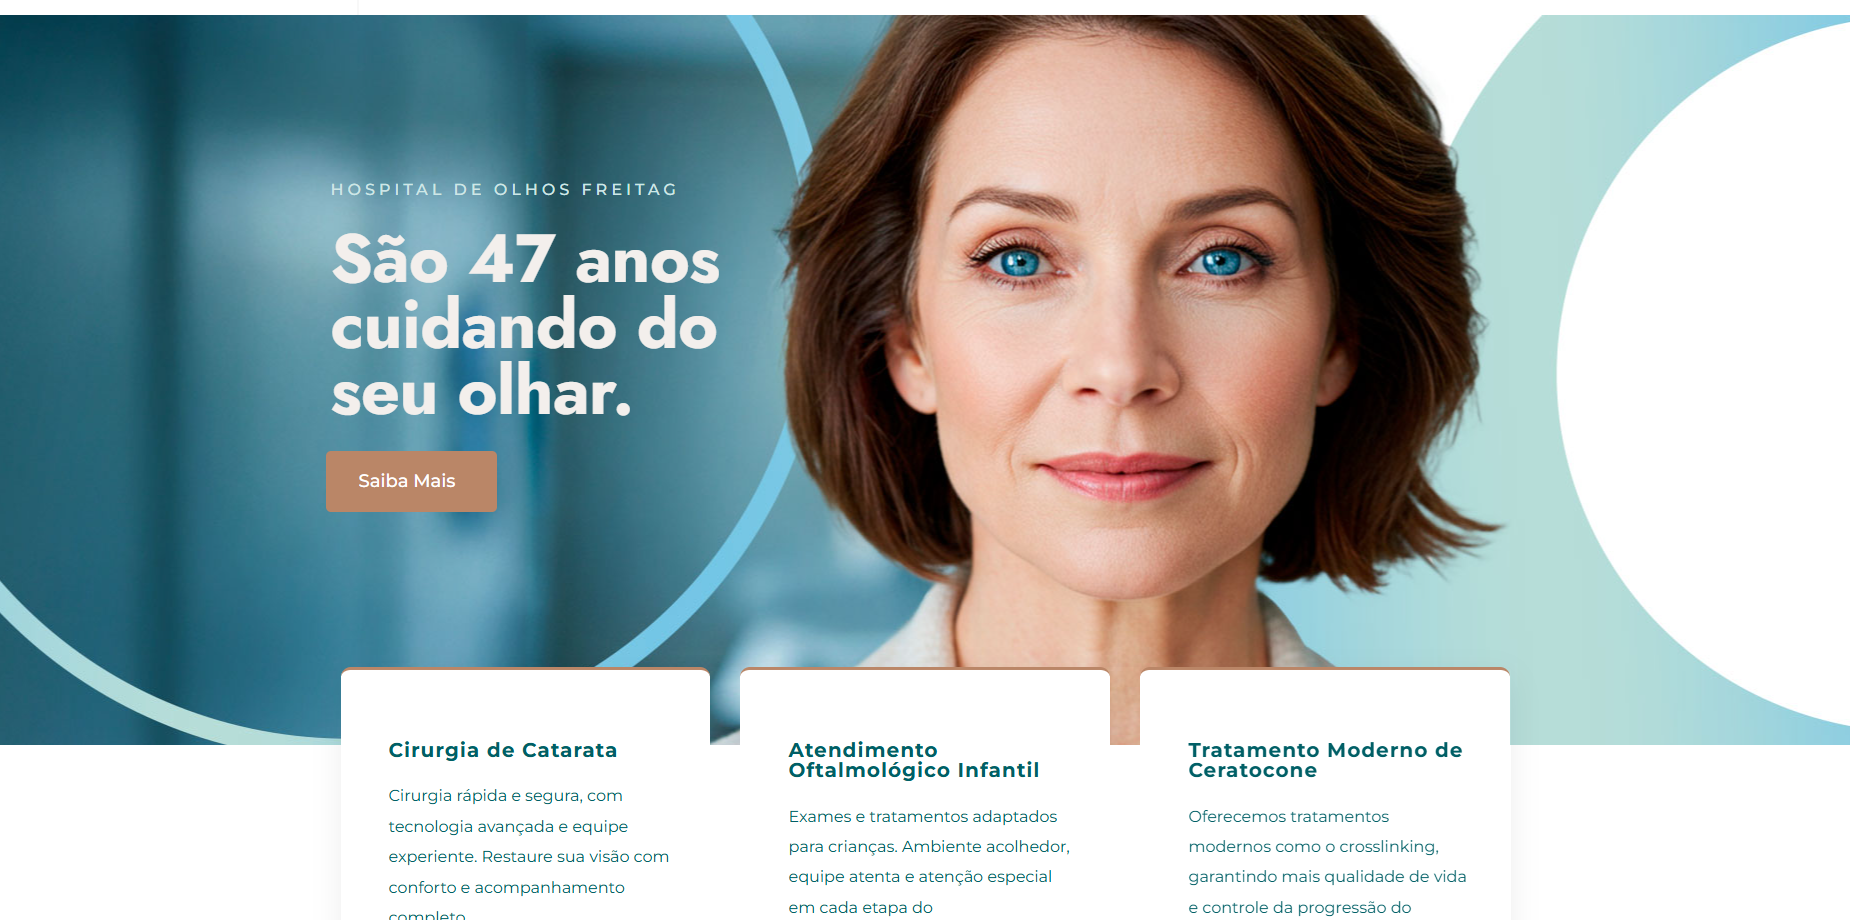 HOSPITAL DE OLHOS FREITAG
São 47 anos
cuidando do
seu olhar.
Saiba Mais
Cirurgia de Catarata
Cirurgia rápida e segura, com
tecnologia avançada e equipe
experiente. Restaure sua visão com
conforto e acompanhamento
completo
Atendimento
Oftalmológico Infantil
Exames e tratamentos adaptados
para crianças. Ambiente acolhedor,
equipe atenta e atenção especial
em cada etapa do
Tratamento Moderno de
Ceratocone
Oferecemos tratamentos
modernos como o crosslinking,
garantindo mais qualidade de vida
e controle da progressão do